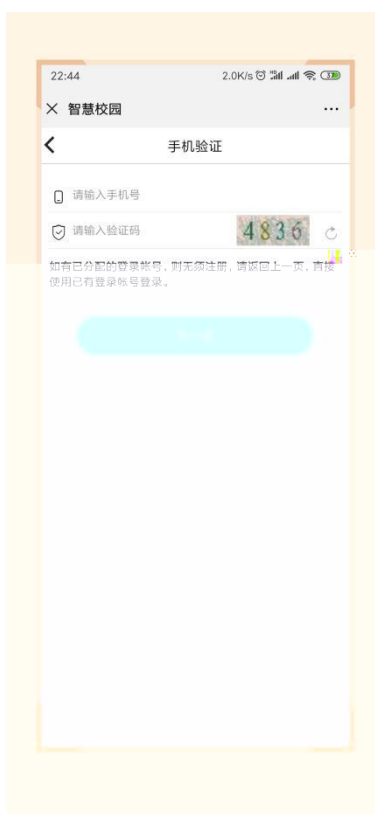 22:44 2.0K/s 37
智慧校园
手机验证
请输入手机号
请输入验证码 4836
如有已分配的登录帐号，则无须注册，请返回上一页，直接
使用已有登录帐号登录。